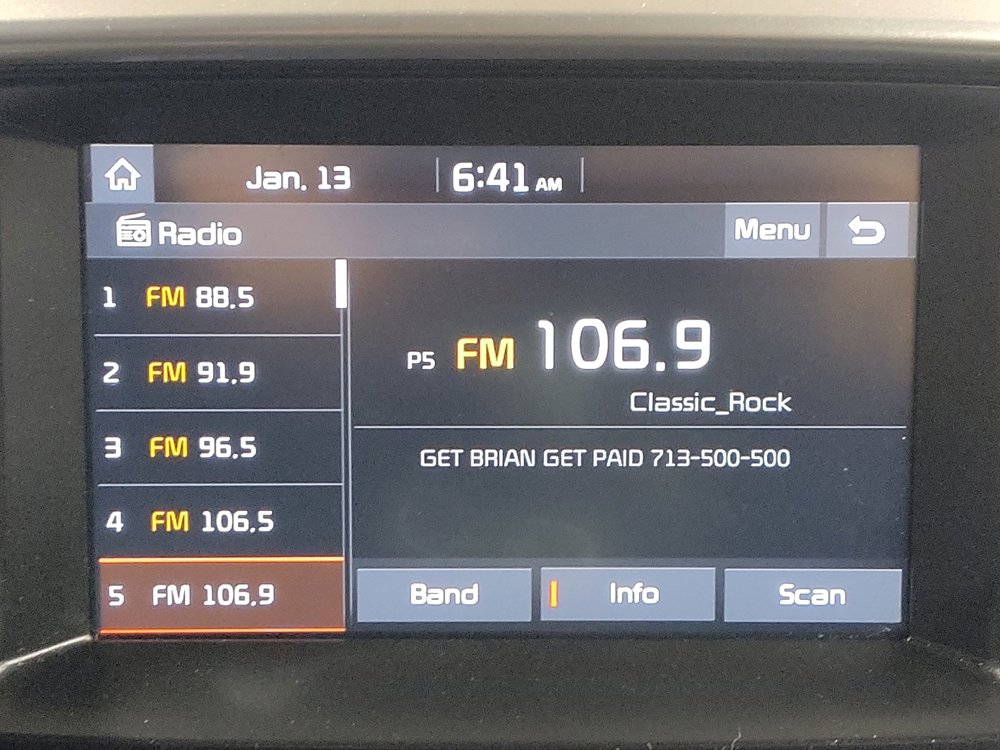 Jan. 13 6:41 AM
Radio Menu
1 FM 88.5
2 FM 91.9
3 FM 96.5
4 FM 106.5
5 FM 106.9
P5 FM 106.9
Classic_Rock
GET BRIAN GET PAID 713-500-500
Band Info Scan